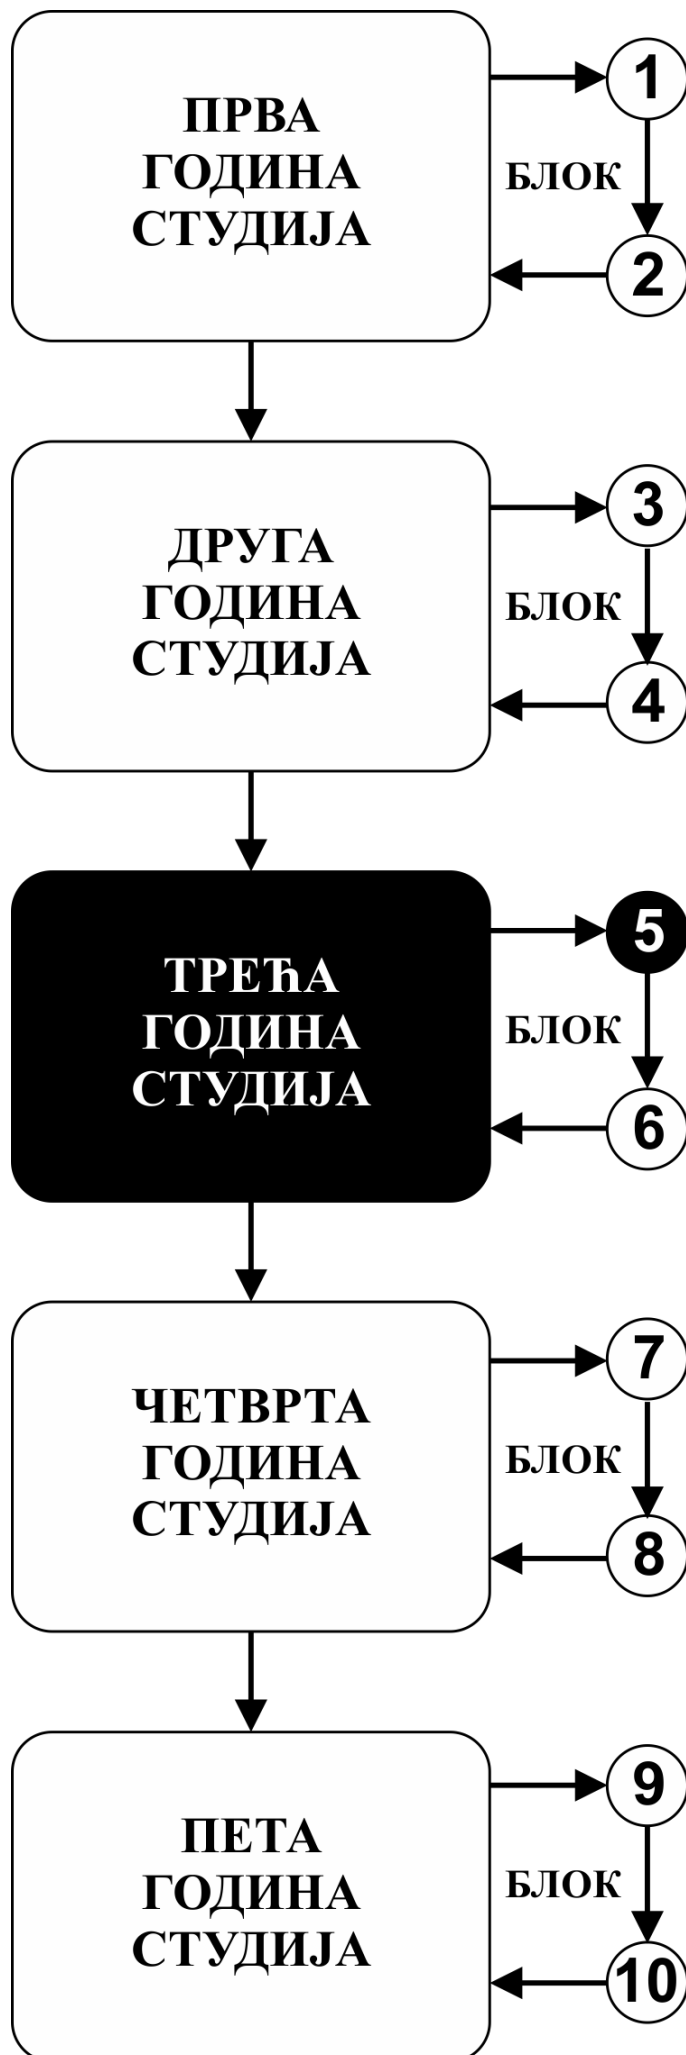 ПРВА
ГОДИНА
СТУДИЈА
1
БЛОК
2
ДРУГА
ГОДИНА
СТУДИЈА
3
БЛОК
4
ТРЕЋА
ГОДИНА
СТУДИЈА
5
БЛОК
6
ЧЕТВРТА
ГОДИНА
СТУДИЈА
7
БЛОК
8
ПЕТА
ГОДИНА
СТУДИЈА
9
БЛОК
10